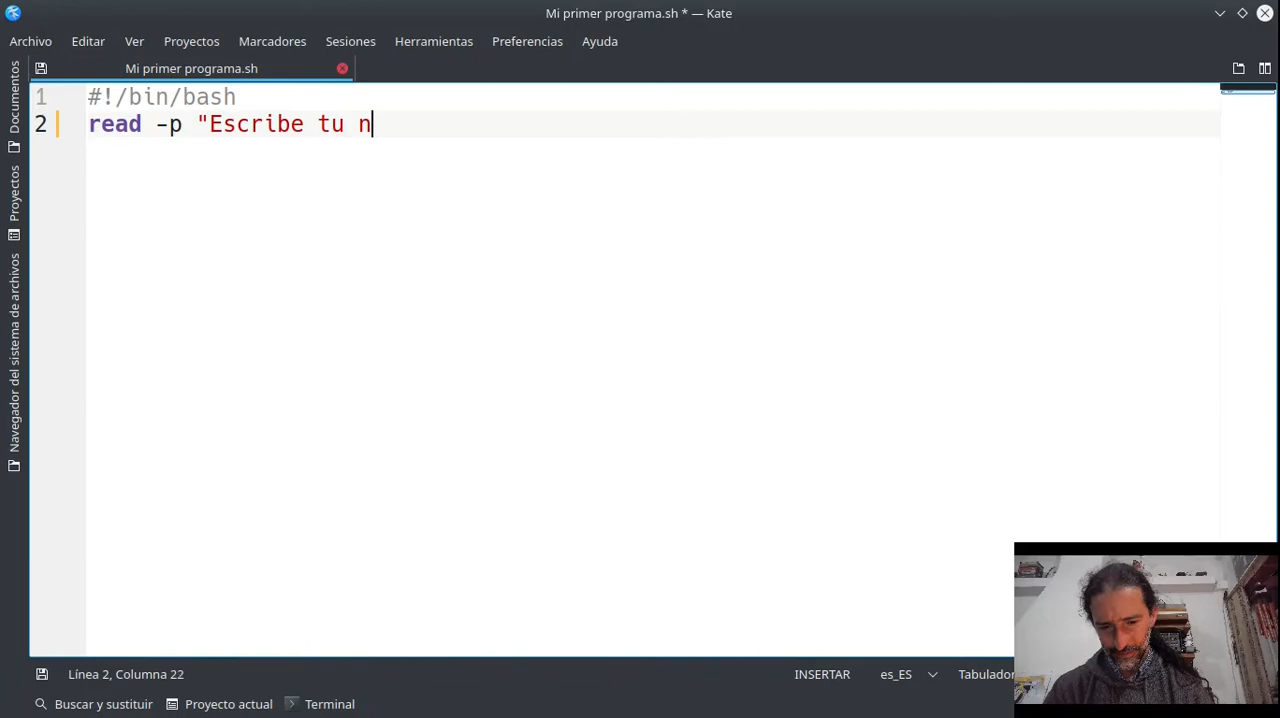 Mi primer programa.sh * — Kate
Archivo Editar Ver Proyectos Marcadores Sesiones Herramientas Preferencias Ayuda
Mi primer programa.sh
Documentos
Proyectos
Navegador del sistema de archivos
1 #!/bin/bash
2 read -p "Escribe tu n
Línea 2, Columna 22 INSERTAR es_ES Tabulador
Buscar y sustituir Proyecto actual Terminal